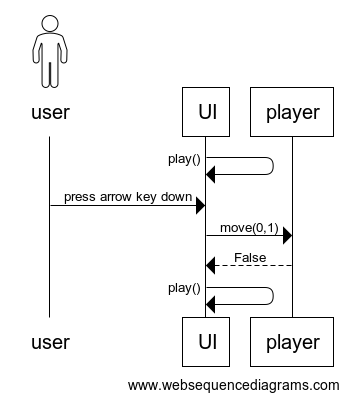 user
UI
player
play()
press arrow key down
move(0,1)
False
play()
user
UI
player
www.websequencediagrams.com